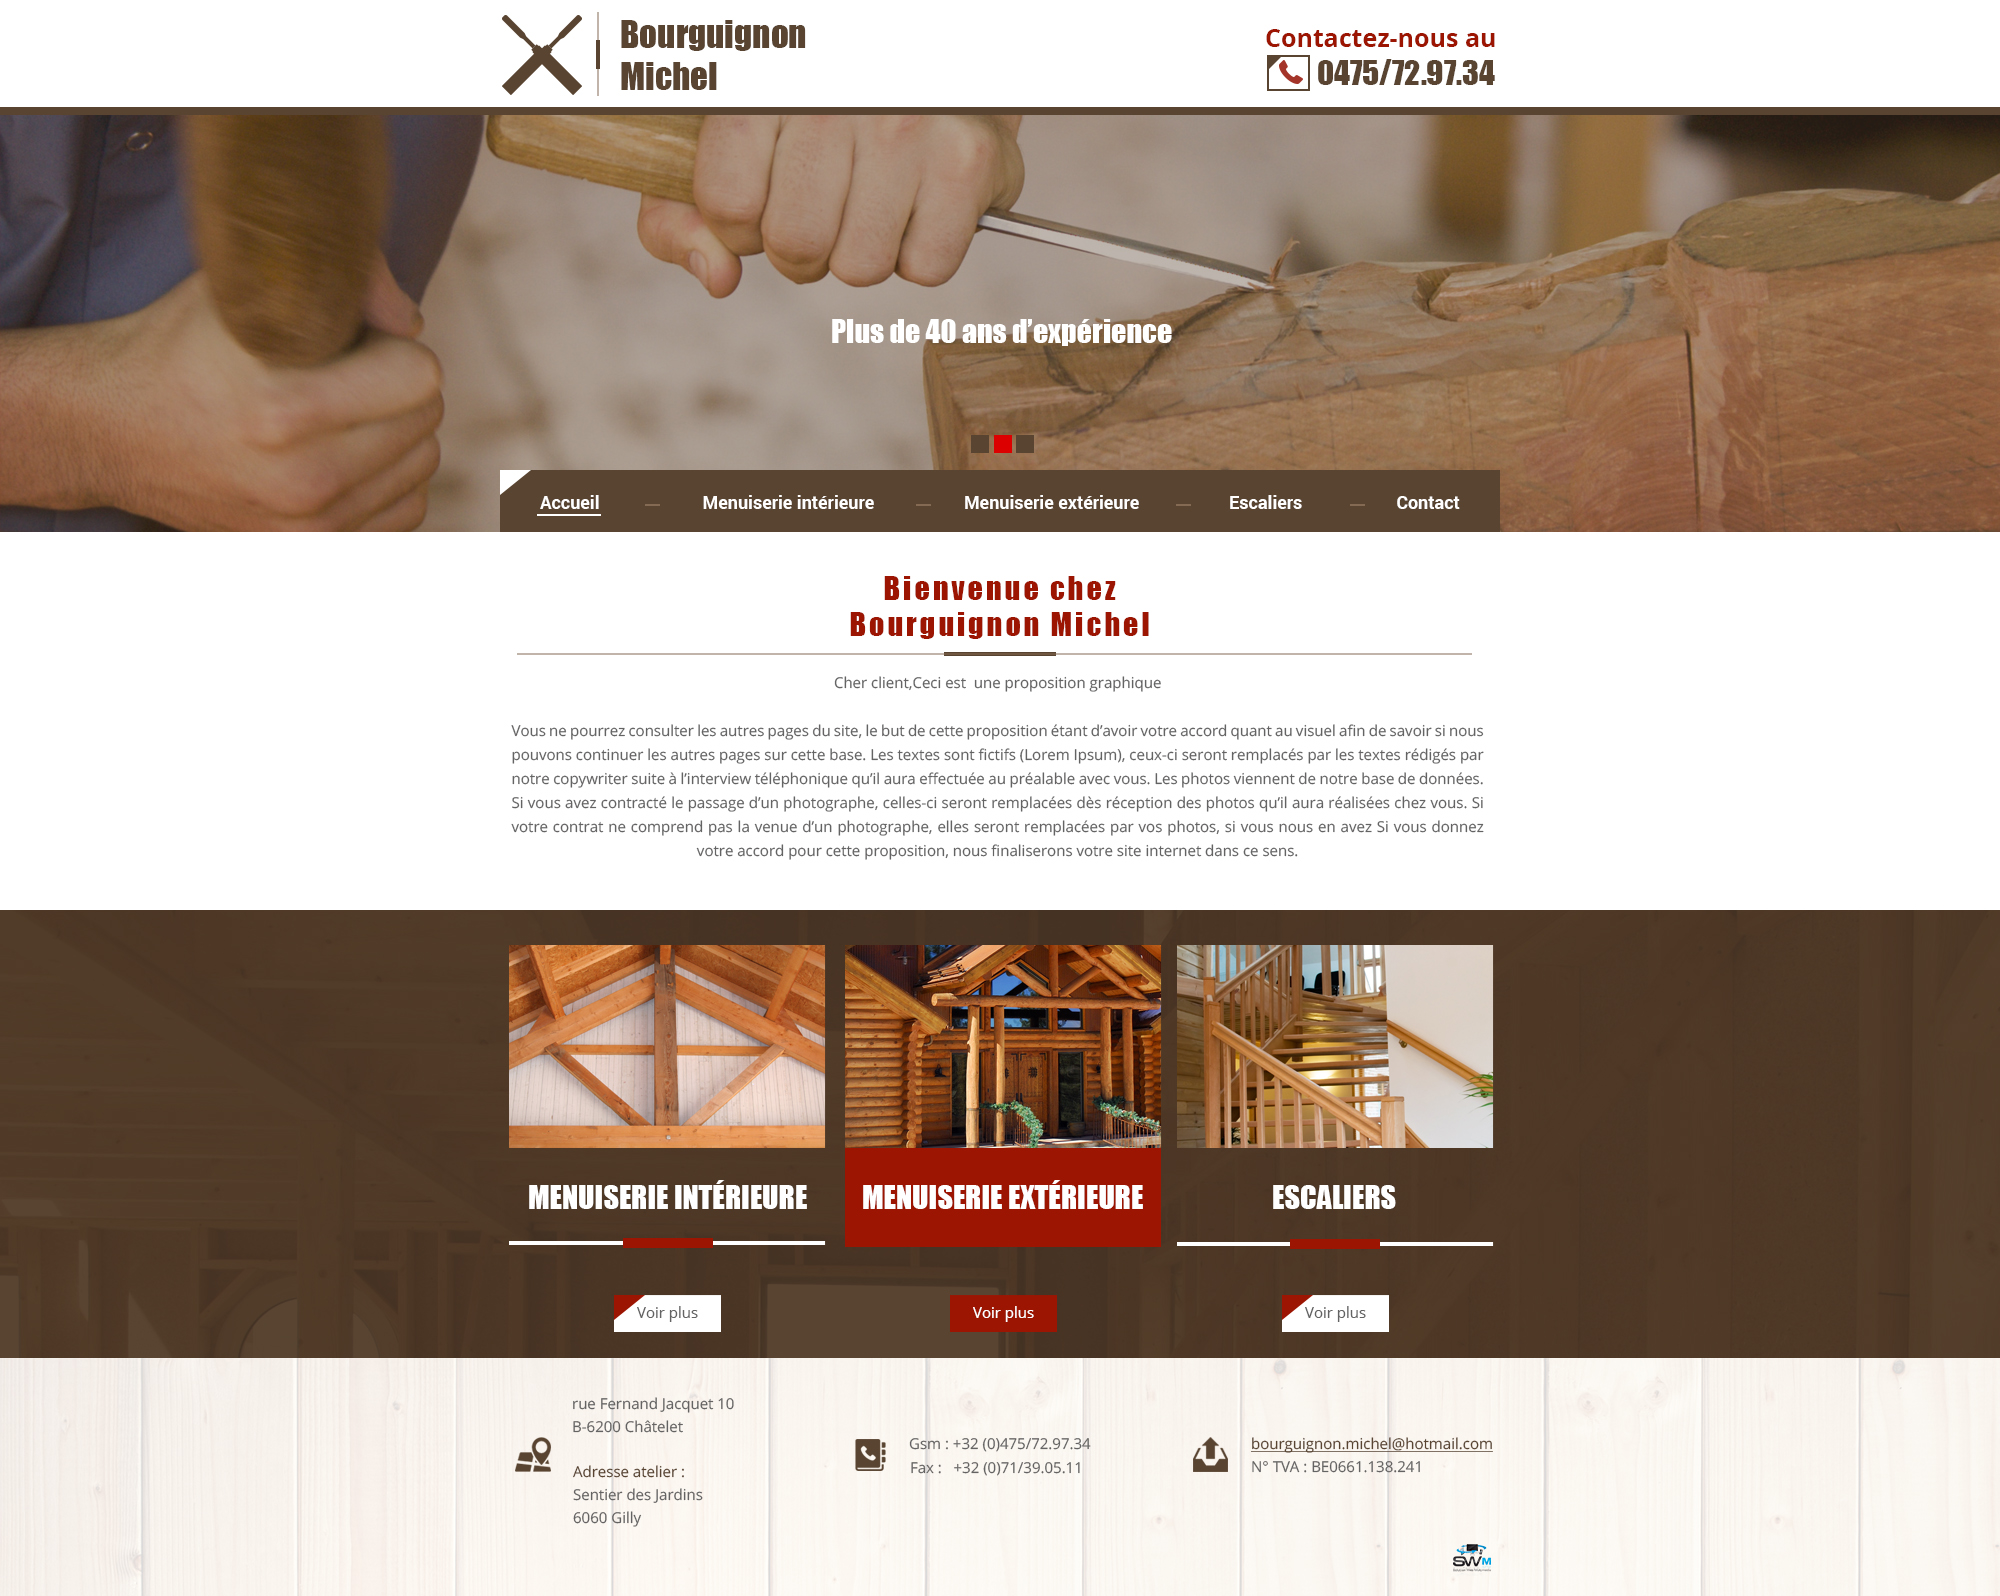 Bourguignon
Michel
Contactez-nous au
0475/72.97.34
Plus de 40 ans d'expérience
Accueil — Menuiserie intérieure — Menuiserie extérieure — Escaliers — Contact
Bienvenue chez
Bourguignon Michel
Cher client,Ceci est une proposition graphique
Vous ne pourrez consulter les autres pages du site, le but de cette proposition étant d'avoir votre accord quant au visuel afin de savoir si nous
pouvons continuer les autres pages sur cette base. Les textes sont fictifs (Lorem Ipsum), ceux-ci seront remplacés par les textes rédigés par
notre copywriter suite à l'interview téléphonique qu'il aura effectuée au préalable avec vous. Les photos viennent de notre base de données.
Si vous avez contracté le passage d'un photographe, celles-ci seront remplacées dès réception des photos qu'il aura réalisées chez vous. Si
votre contrat ne comprend pas la venue d'un photographe, elles seront remplacées par vos photos, si vous nous en avez Si vous donnez
votre accord pour cette proposition, nous finaliserons votre site internet dans ce sens.
MENUISERIE INTÉRIEURE
Voir plus
MENUISERIE EXTÉRIEURE
Voir plus
ESCALIERS
Voir plus
rue Fernand Jacquet 10
B-6200 Châtelet
Adresse atelier :
Sentier des Jardins
6060 Gilly
Gsm : +32 (0)475/72.97.34
Fax : +32 (0)71/39.05.11
bourguignon.michel@hotmail.com
N° TVA : BE0661.138.241
SWM